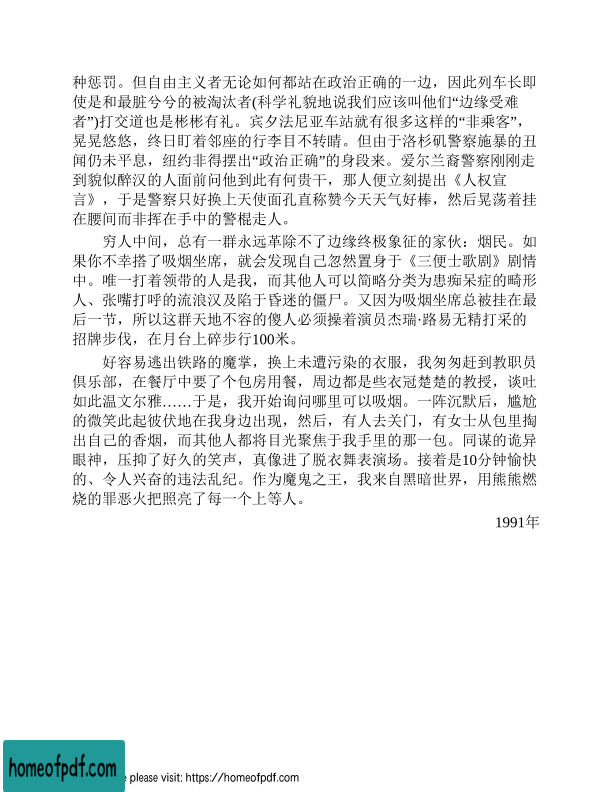 种惩罚。但自由主义者无论如何都站在政治正确的一边，因此列车长即
使是和最脏兮兮的被淘汰者(科学礼貌地说我们应该叫他们“边缘受难
者”)打交道也是彬彬有礼。宾夕法尼亚车站就有很多这样的“非乘客”，
晃晃悠悠，终日盯着邻座的行李目不转睛。但由于洛杉矶警察施暴的丑
闻仍未平息，纽约非得摆出“政治正确”的身段来。爱尔兰裔警察刚刚走
到貌似醉汉的人面前问他到此有何贵干，那人便立刻提出《人权宣
言》，于是警察只好换上天使面孔直称赞今天天气好棒，然后晃荡着挂
在腰间而非挥在手中的警棍走人。
穷人中间，总有一群永远革除不了边缘终极象征的家伙：烟民。如
果你不幸搭了吸烟坐席，就会发现自己忽然置身于《三便士歌剧》剧情
中。唯一打着领带的人是我，而其他人可以简略分类为患痴呆症的畸形
人、张嘴打呼的流浪汉及陷于昏迷的僵尸。又因为吸烟坐席总被挂在最
后一节，所以这群天地不容的傻人必须操着演员杰瑞·路易无精打采的
招牌步伐，在月台上碎步行100米。
好容易逃出铁路的魔掌，换上未遭污染的衣服，我匆匆赶到教职员
俱乐部，在餐厅中要了个包房用餐，周边都是些衣冠楚楚的教授，谈吐
如此温文尔雅……于是，我开始询问哪里可以吸烟。一阵沉默后，尴尬
的微笑此起彼伏地在我身边出现，然后，有人去关门，有女士从包里掏
出自己的香烟，而其他人都将目光聚焦于我手里的那一包。同谋的诡异
眼神，压抑了好久的笑声，真像进了脱衣舞表演场。接着是10分钟愉快
的、令人兴奋的违法乱纪。作为魔鬼之王，我来自黑暗世界，用熊熊燃
烧的罪恶火把照亮了每一个上等人。
1991年
homeofpdf.com
e please visit: https://homeofpdf.com